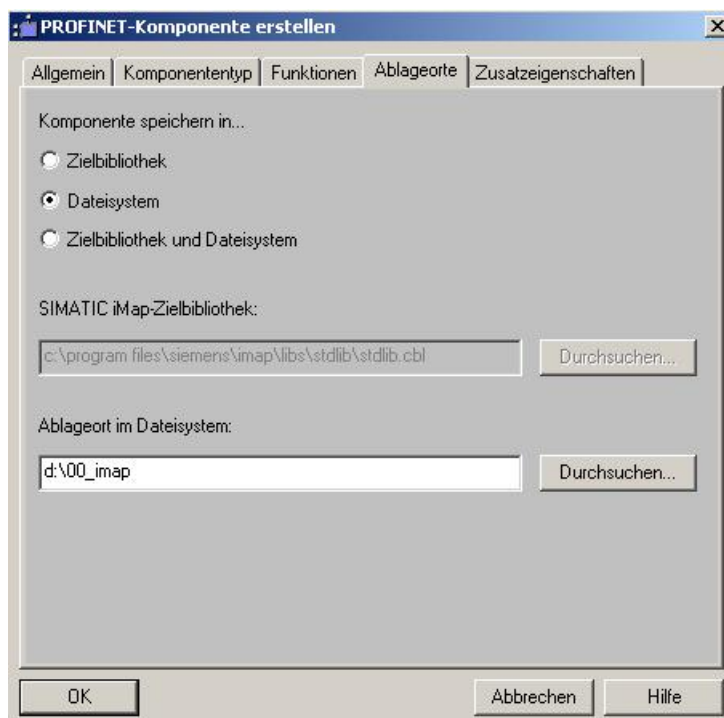 PROFINET-Komponente erstellen
Allgemein Komponententyp Funktionen Ablageorte Zusatzeigenschaften
Komponente speichern in...
Zielbibliothek
Dateisystem
Zielbibliothek und Dateisystem
SIMATIC iMap-Zielbibliothek:
c:\program files\siemens\imap\libs\stdlib\stdlib.cbl Durchsuchen...
Ablageort im Dateisystem:
d:\00_imap Durchsuchen...
OK Abbrechen Hilfe